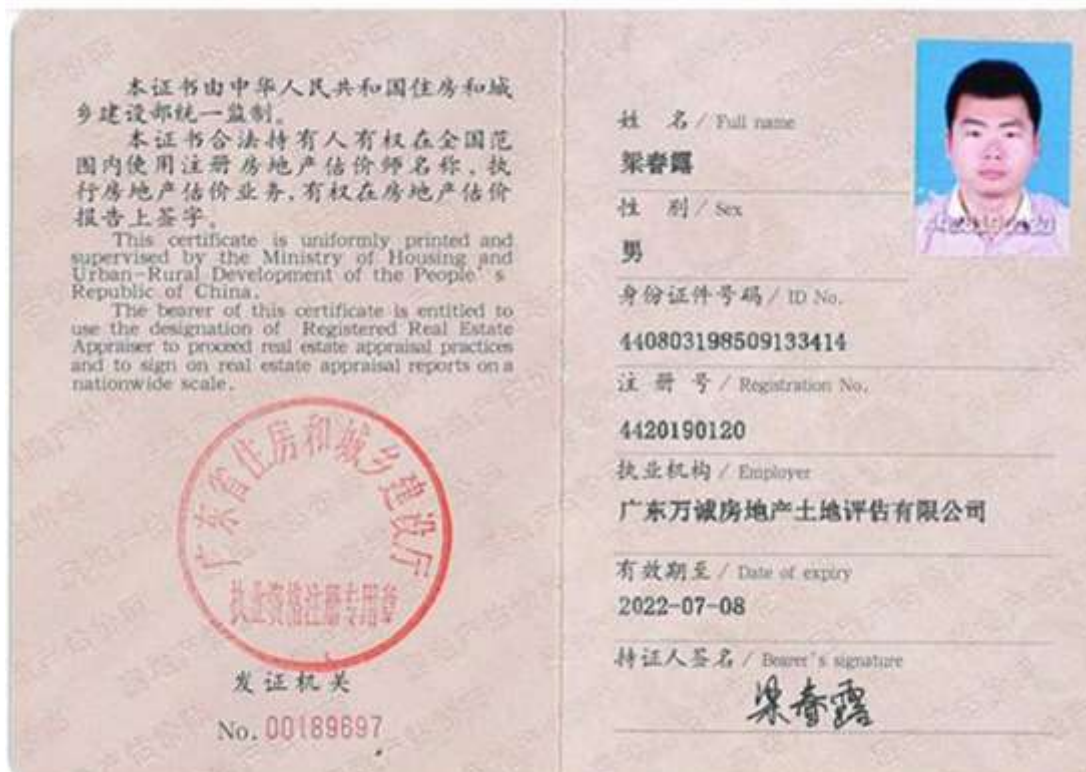 本证书由中华人民共和国住房和城
乡建设部统一监制。
本证书合法持有人有权在全国范
围内使用注册房地产估价师名称，执
行房地产估价业务，有权在房地产估价
报告上签字。
This certificate is uniformly printed and
supervised by the Ministry of Housing and
Urban-Rural Development of the People's
Republic of China.
The bearer of this certificate is entitled to
use the designation of Registered Real Estate
Appraiser to proceed real estate appraisal practices
and to sign on real estate appraisal reports on a
nationwide scale.
广东省住房和城乡建设厅
执业资格注册专用章
发证机关
No. 00189697
姓 名 / Full name
梁春露
性 别 / Sex
男
身份证件号码 / ID No.
440803198509133414
注 册 号 / Registration No.
4420190120
执业机构 / Employer
广东万诚房地产土地评估有限公司
有效期至 / Date of expiry
2022-07-08
持证人签名 / Bearer's signature
梁春露